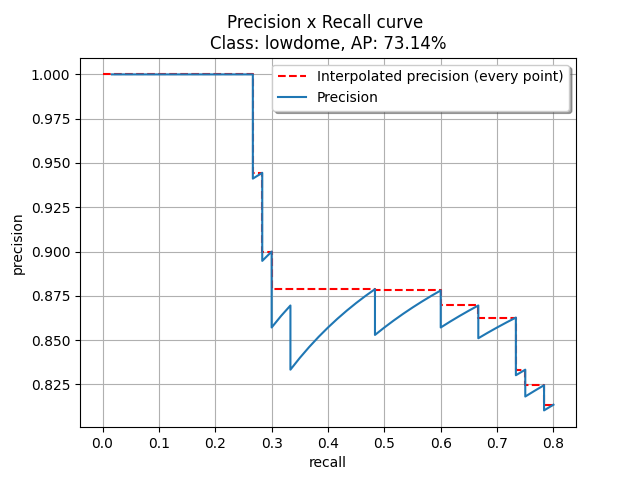 Precision x Recall curve
Class: lowdome, AP: 73.14%
Interpolated precision (every point)
Precision
precision
1.000
0.975
0.950
0.925
0.900
0.875
0.850
0.825
0.0 0.1 0.2 0.3 0.4 0.5 0.6 0.7 0.8
recall